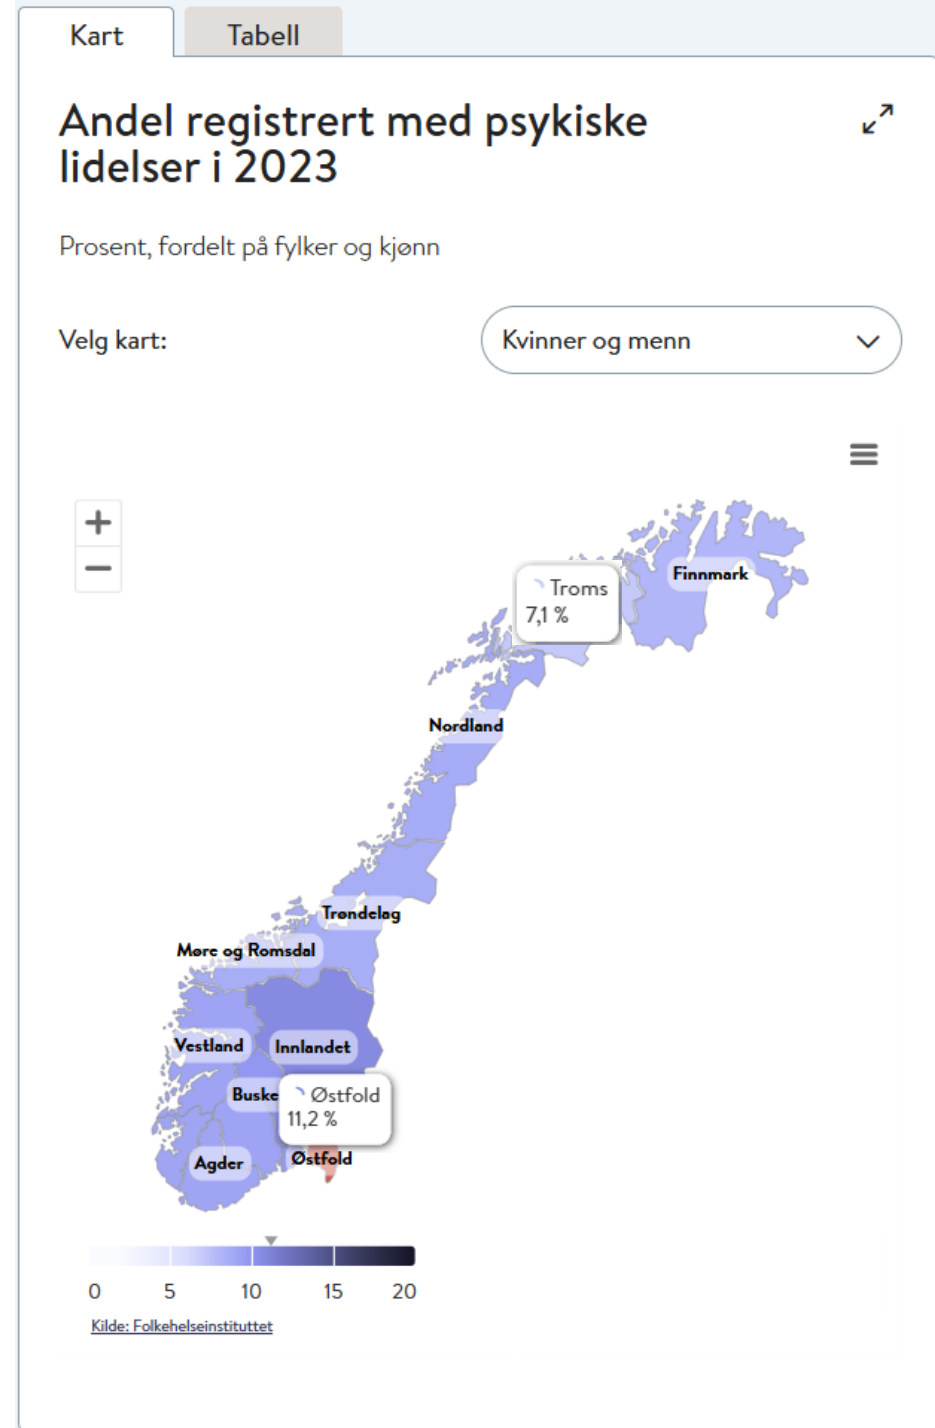 Kart
Tabell
Andel registrert med psykiske
lidelser i 2023
Prosent, fordelt på fylker og kjønn
Velg kart:
Kvinner og menn
Finnmark
Troms
7,1 %
Nordland
Trøndelag
Møre og Romsdal
Vestland
Innlandet
Buske
Østfold
11,2 %
Østfold
Agder
0 5 10 15 20
Kilde: Folkehelseinstituttet